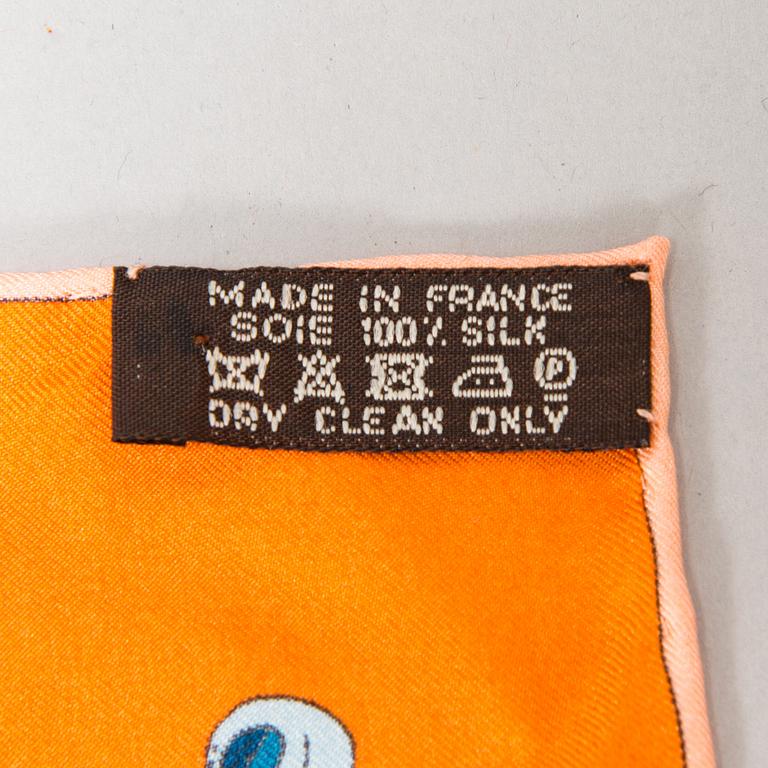 MADE IN FRANCE
SOIE 100% SILK
P
DRY CLEAN ONLY